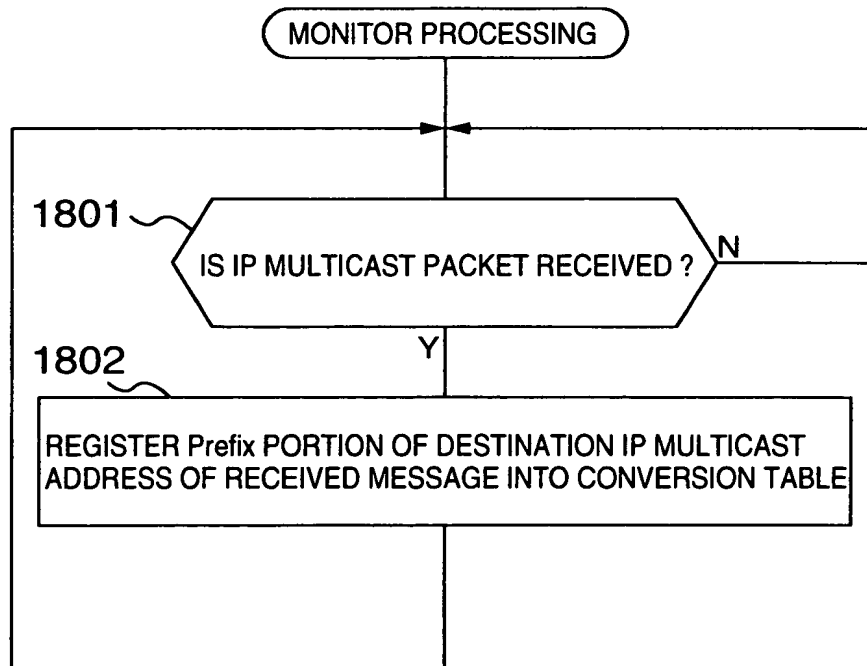 MONITOR PROCESSING
1801
IS IP MULTICAST PACKET RECEIVED ?
N
Y
1802
REGISTER Prefix PORTION OF DESTINATION IP MULTICAST
ADDRESS OF RECEIVED MESSAGE INTO CONVERSION TABLE